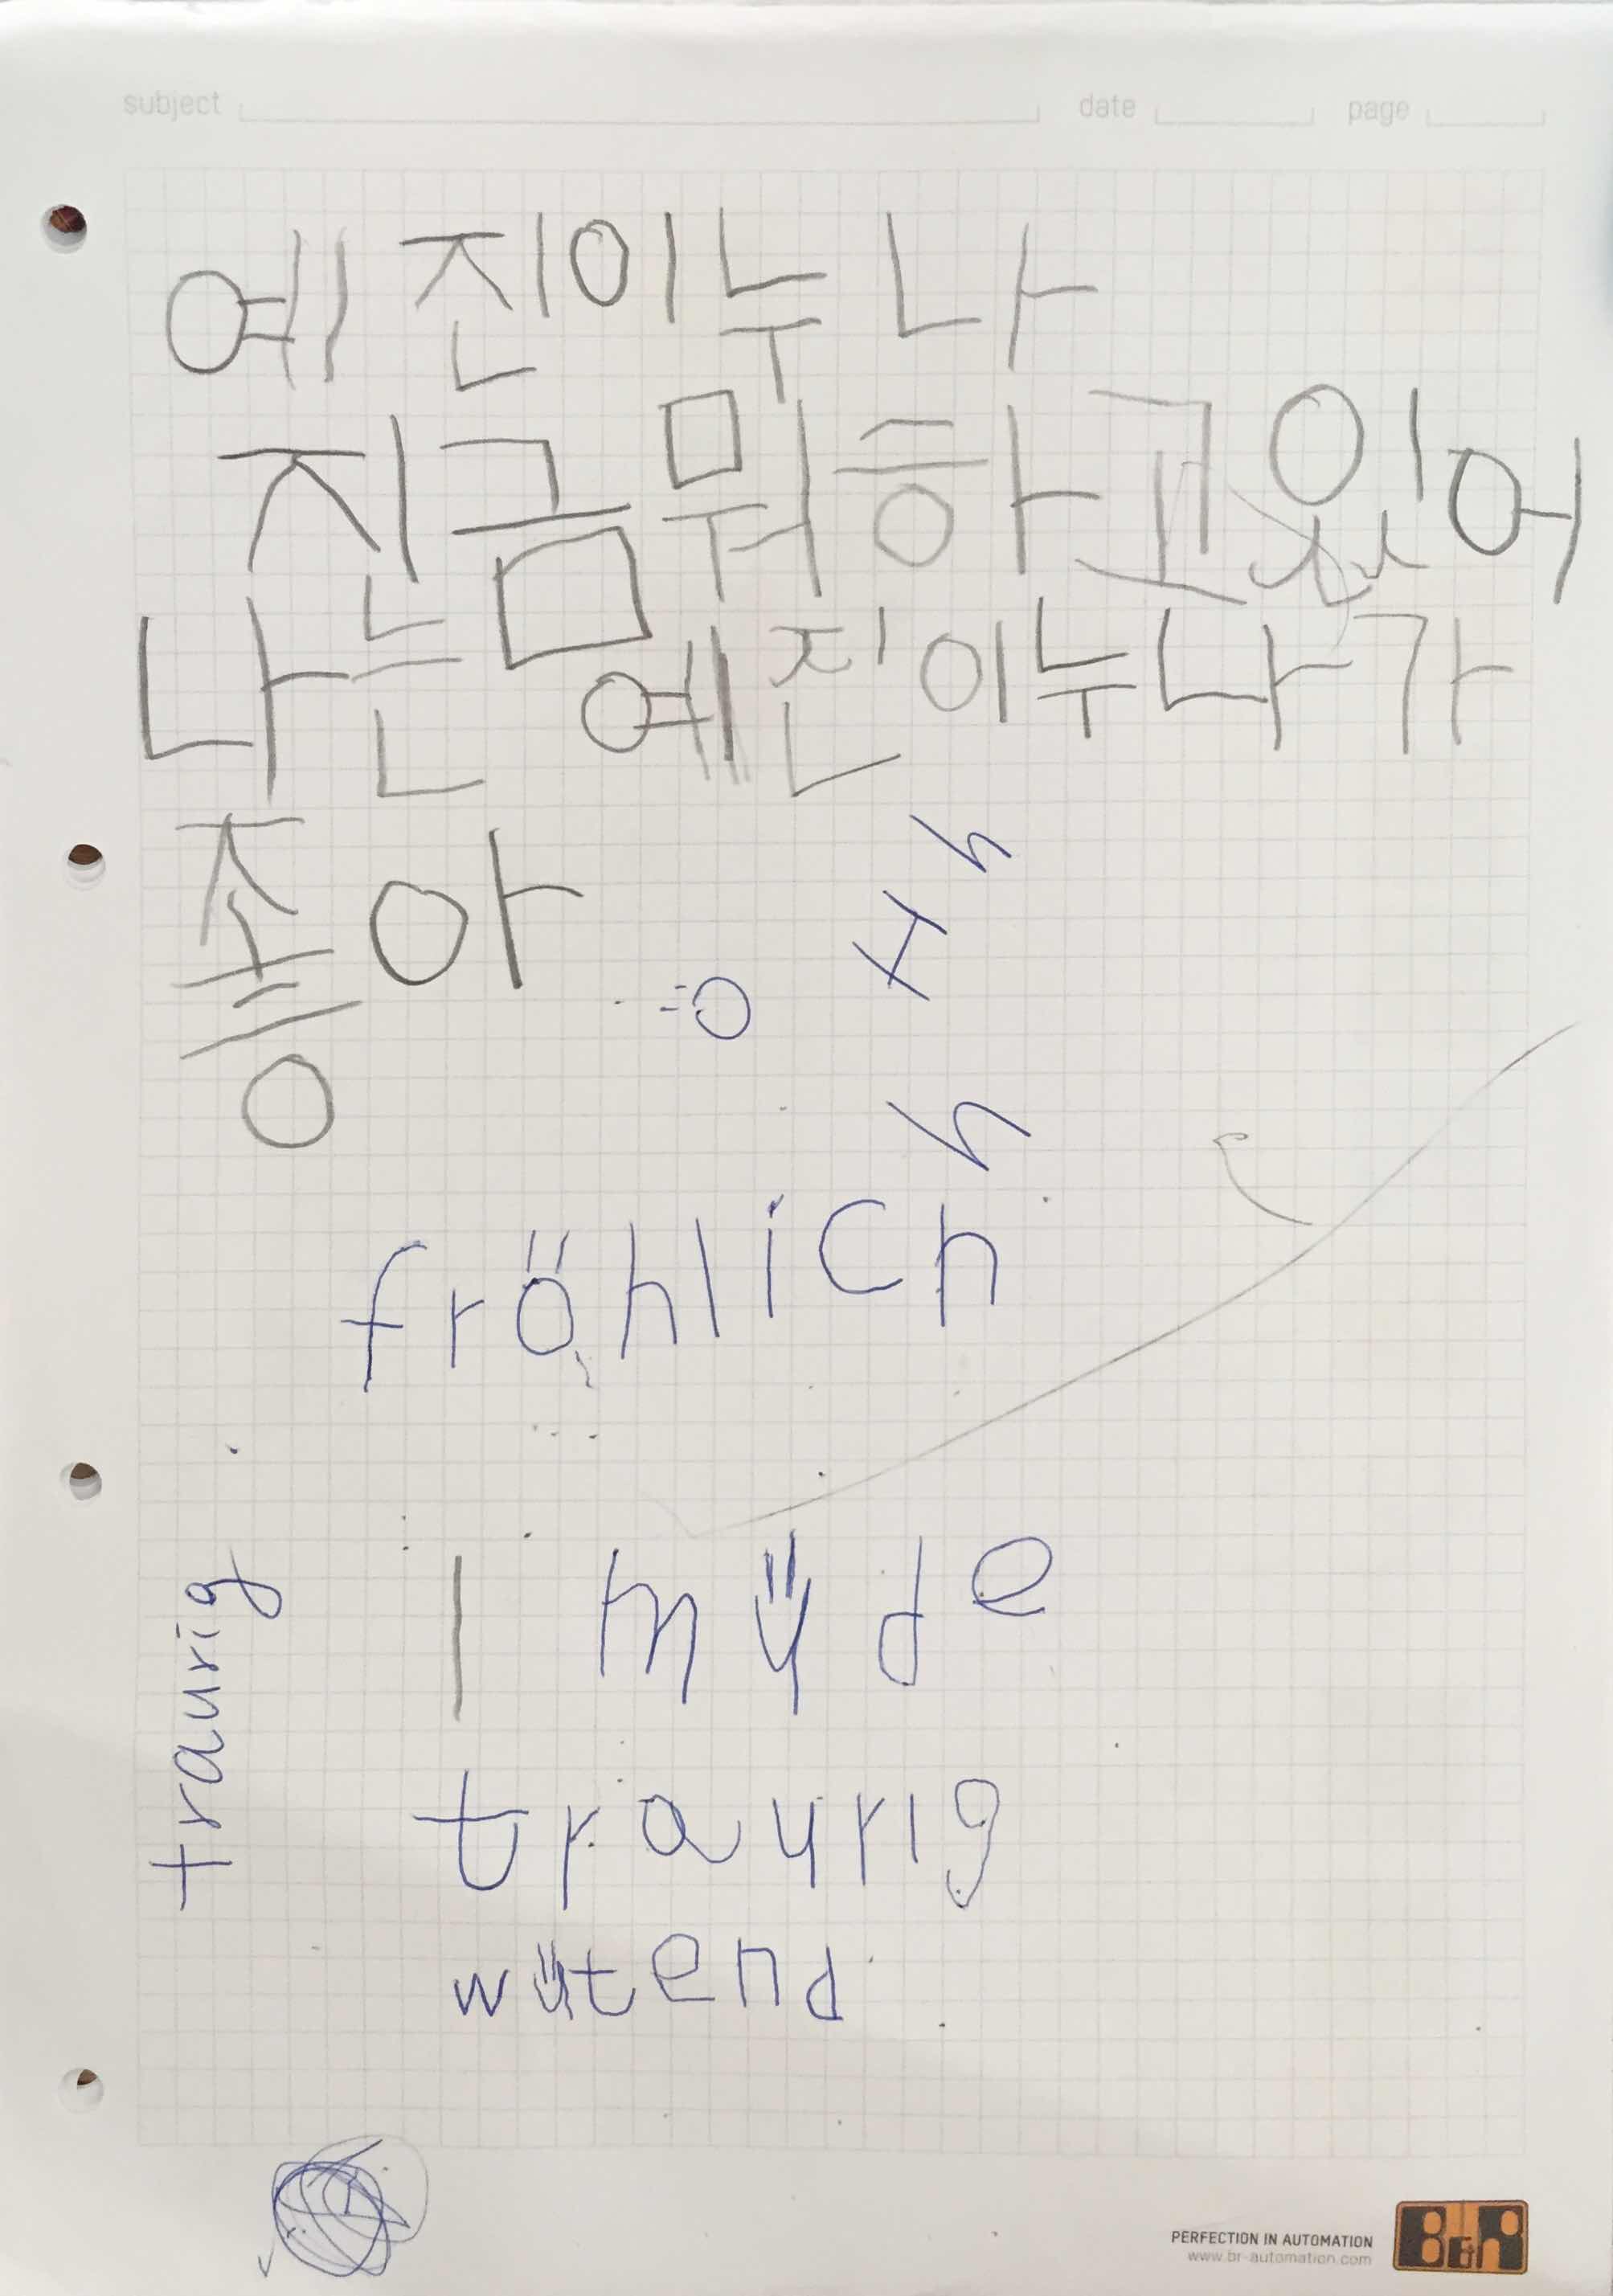 subject date page
예진이누나
지금뭐하고있어
나는예진이누나가
죻아
ö
h
H
h
fröhlich
traurig
müde
traurig
wütend
PERFECTION IN AUTOMATION
www.br-automation.com
B&R